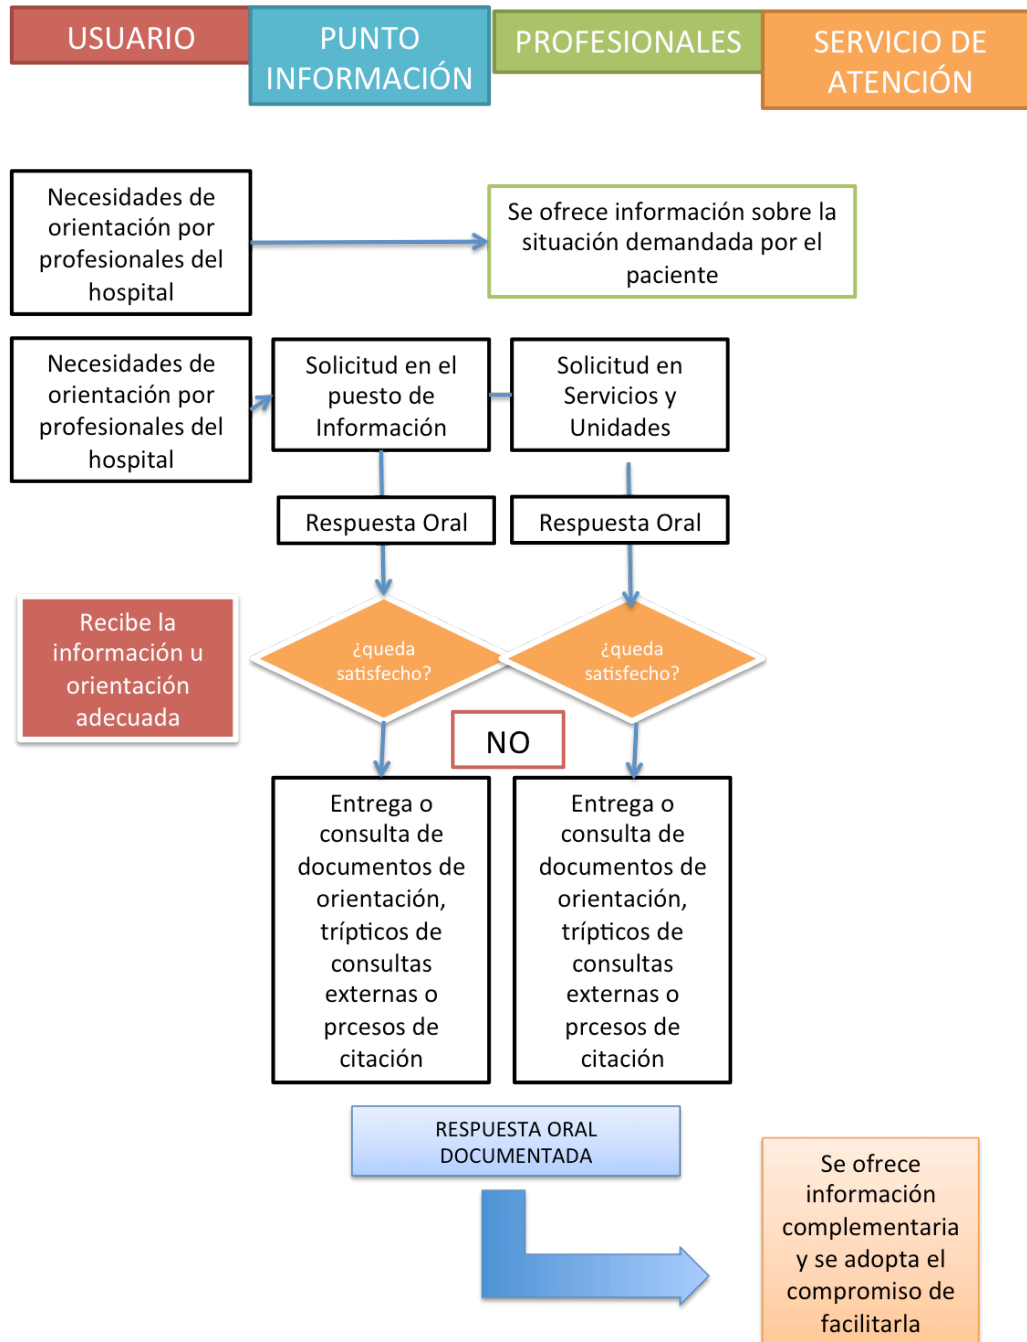 USUARIO
PUNTO
INFORMACIÓN
PROFESIONALES
SERVICIO DE
ATENCIÓN
Necesidades de
orientación por
profesionales del
hospital
Se ofrece información sobre la
situación demandada por el
paciente
Necesidades de
orientación por
profesionales del
hospital
Solicitud en el
puesto de
Información
Solicitud en
Servicios y
Unidades
Respuesta Oral
Respuesta Oral
Recibe la
información u
orientación
adecuada
¿queda
satisfecho?
¿queda
satisfecho?
NO
Entrega o
consulta de
documentos de
orientación,
trípticos de
consultas
externas o
prcesos de
citación
Entrega o
consulta de
documentos de
orientación,
trípticos de
consultas
externas o
prcesos de
citación
RESPUESTA ORAL
DOCUMENTADA
Se ofrece
información
complementaria
y se adopta el
compromiso de
facilitarla